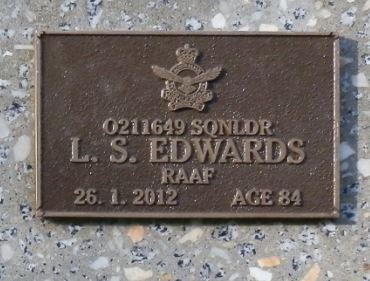 O211649 SQNLDR
L. S. EDWARDS
RAAF
26. 1. 2012 AGE 84